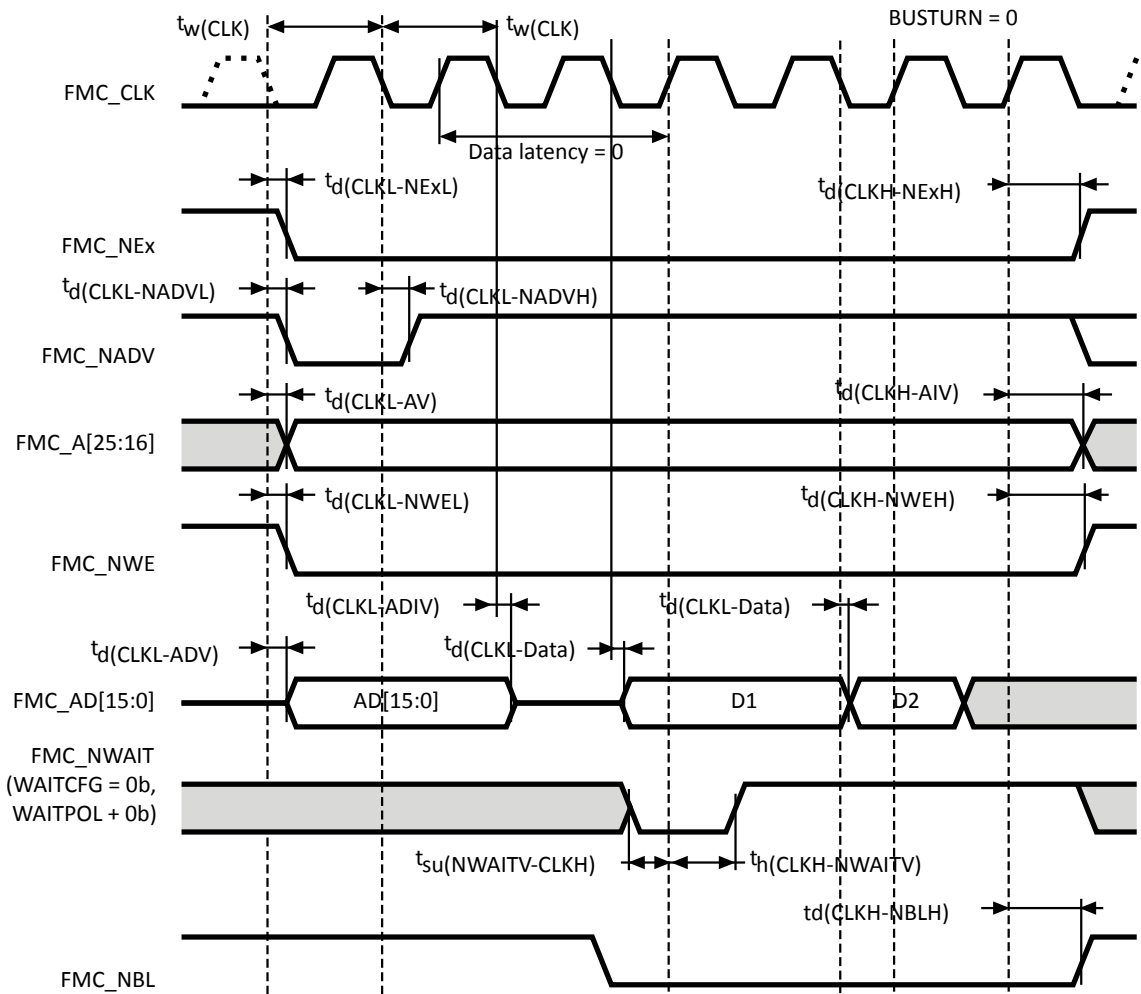 tw(CLK)
tw(CLK)
BUSTURN = 0
FMC_CLK
Data latency = 0
td(CLKL-NExL)
td(CLKH-NExH)
FMC_NEx
td(CLKL-NADVL)
td(CLKL-NADVH)
FMC_NADV
td(CLKL-AV)
td(CLKH-AIV)
FMC_A[25:16]
td(CLKL-NWEL)
td(CLKH-NWEH)
FMC_NWE
td(CLKL-ADIV)
td(CLKL-Data)
td(CLKL-ADV)
td(CLKL-Data)
FMC_AD[15:0]
AD[15:0]
D1
D2
FMC_NWAIT
(WAITCFG = 0b,
WAITPOL + 0b)
tsu(NWAITV-CLKH)
th(CLKH-NWAITV)
td(CLKH-NBLH)
FMC_NBL